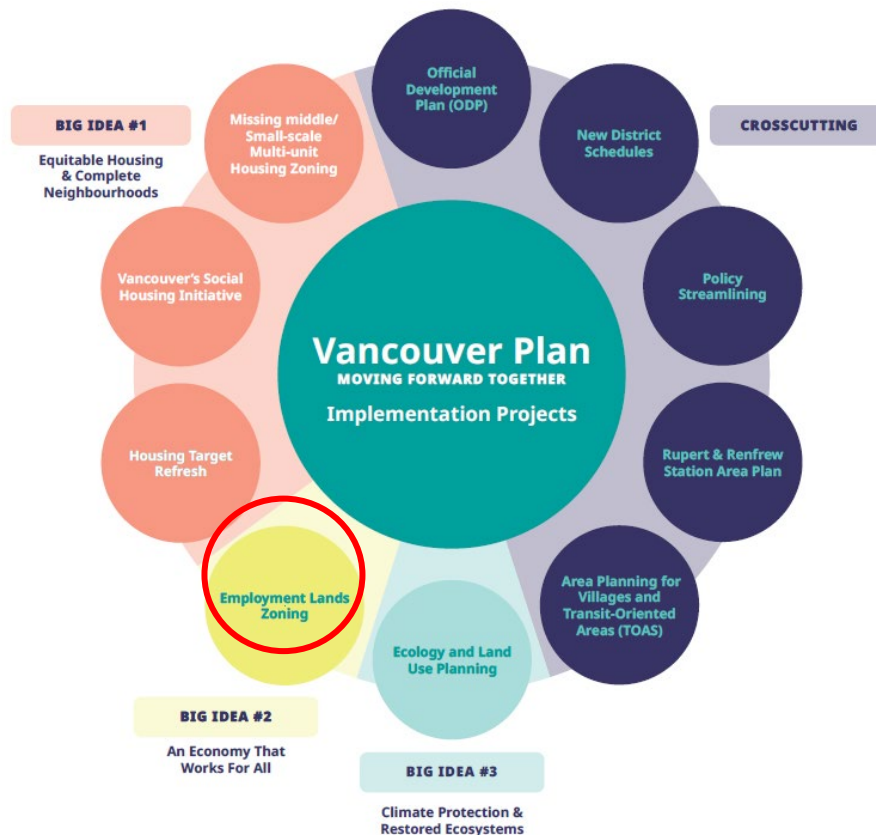 Official
Development
Plan (ODP)
BIG IDEA #1
Equitable Housing
& Complete
Neighbourhoods
Missing middle/
Small-scale
Multi-unit
Housing Zoning
New District
Schedules
CROSSCUTTING
Vancouver's Social
Housing Initiative
Policy
Streamlining
Vancouver Plan
MOVING FORWARD TOGETHER
Implementation Projects
Housing Target
Refresh
Rupert & Renfrew
Station Area Plan
Employment Lands
Zoning
Ecology and Land
Use Planning
Area Planning for
Villages and
Transit-Oriented
Areas (TOAS)
BIG IDEA #2
An Economy That
Works For All
BIG IDEA #3
Climate Protection &
Restored Ecosystems